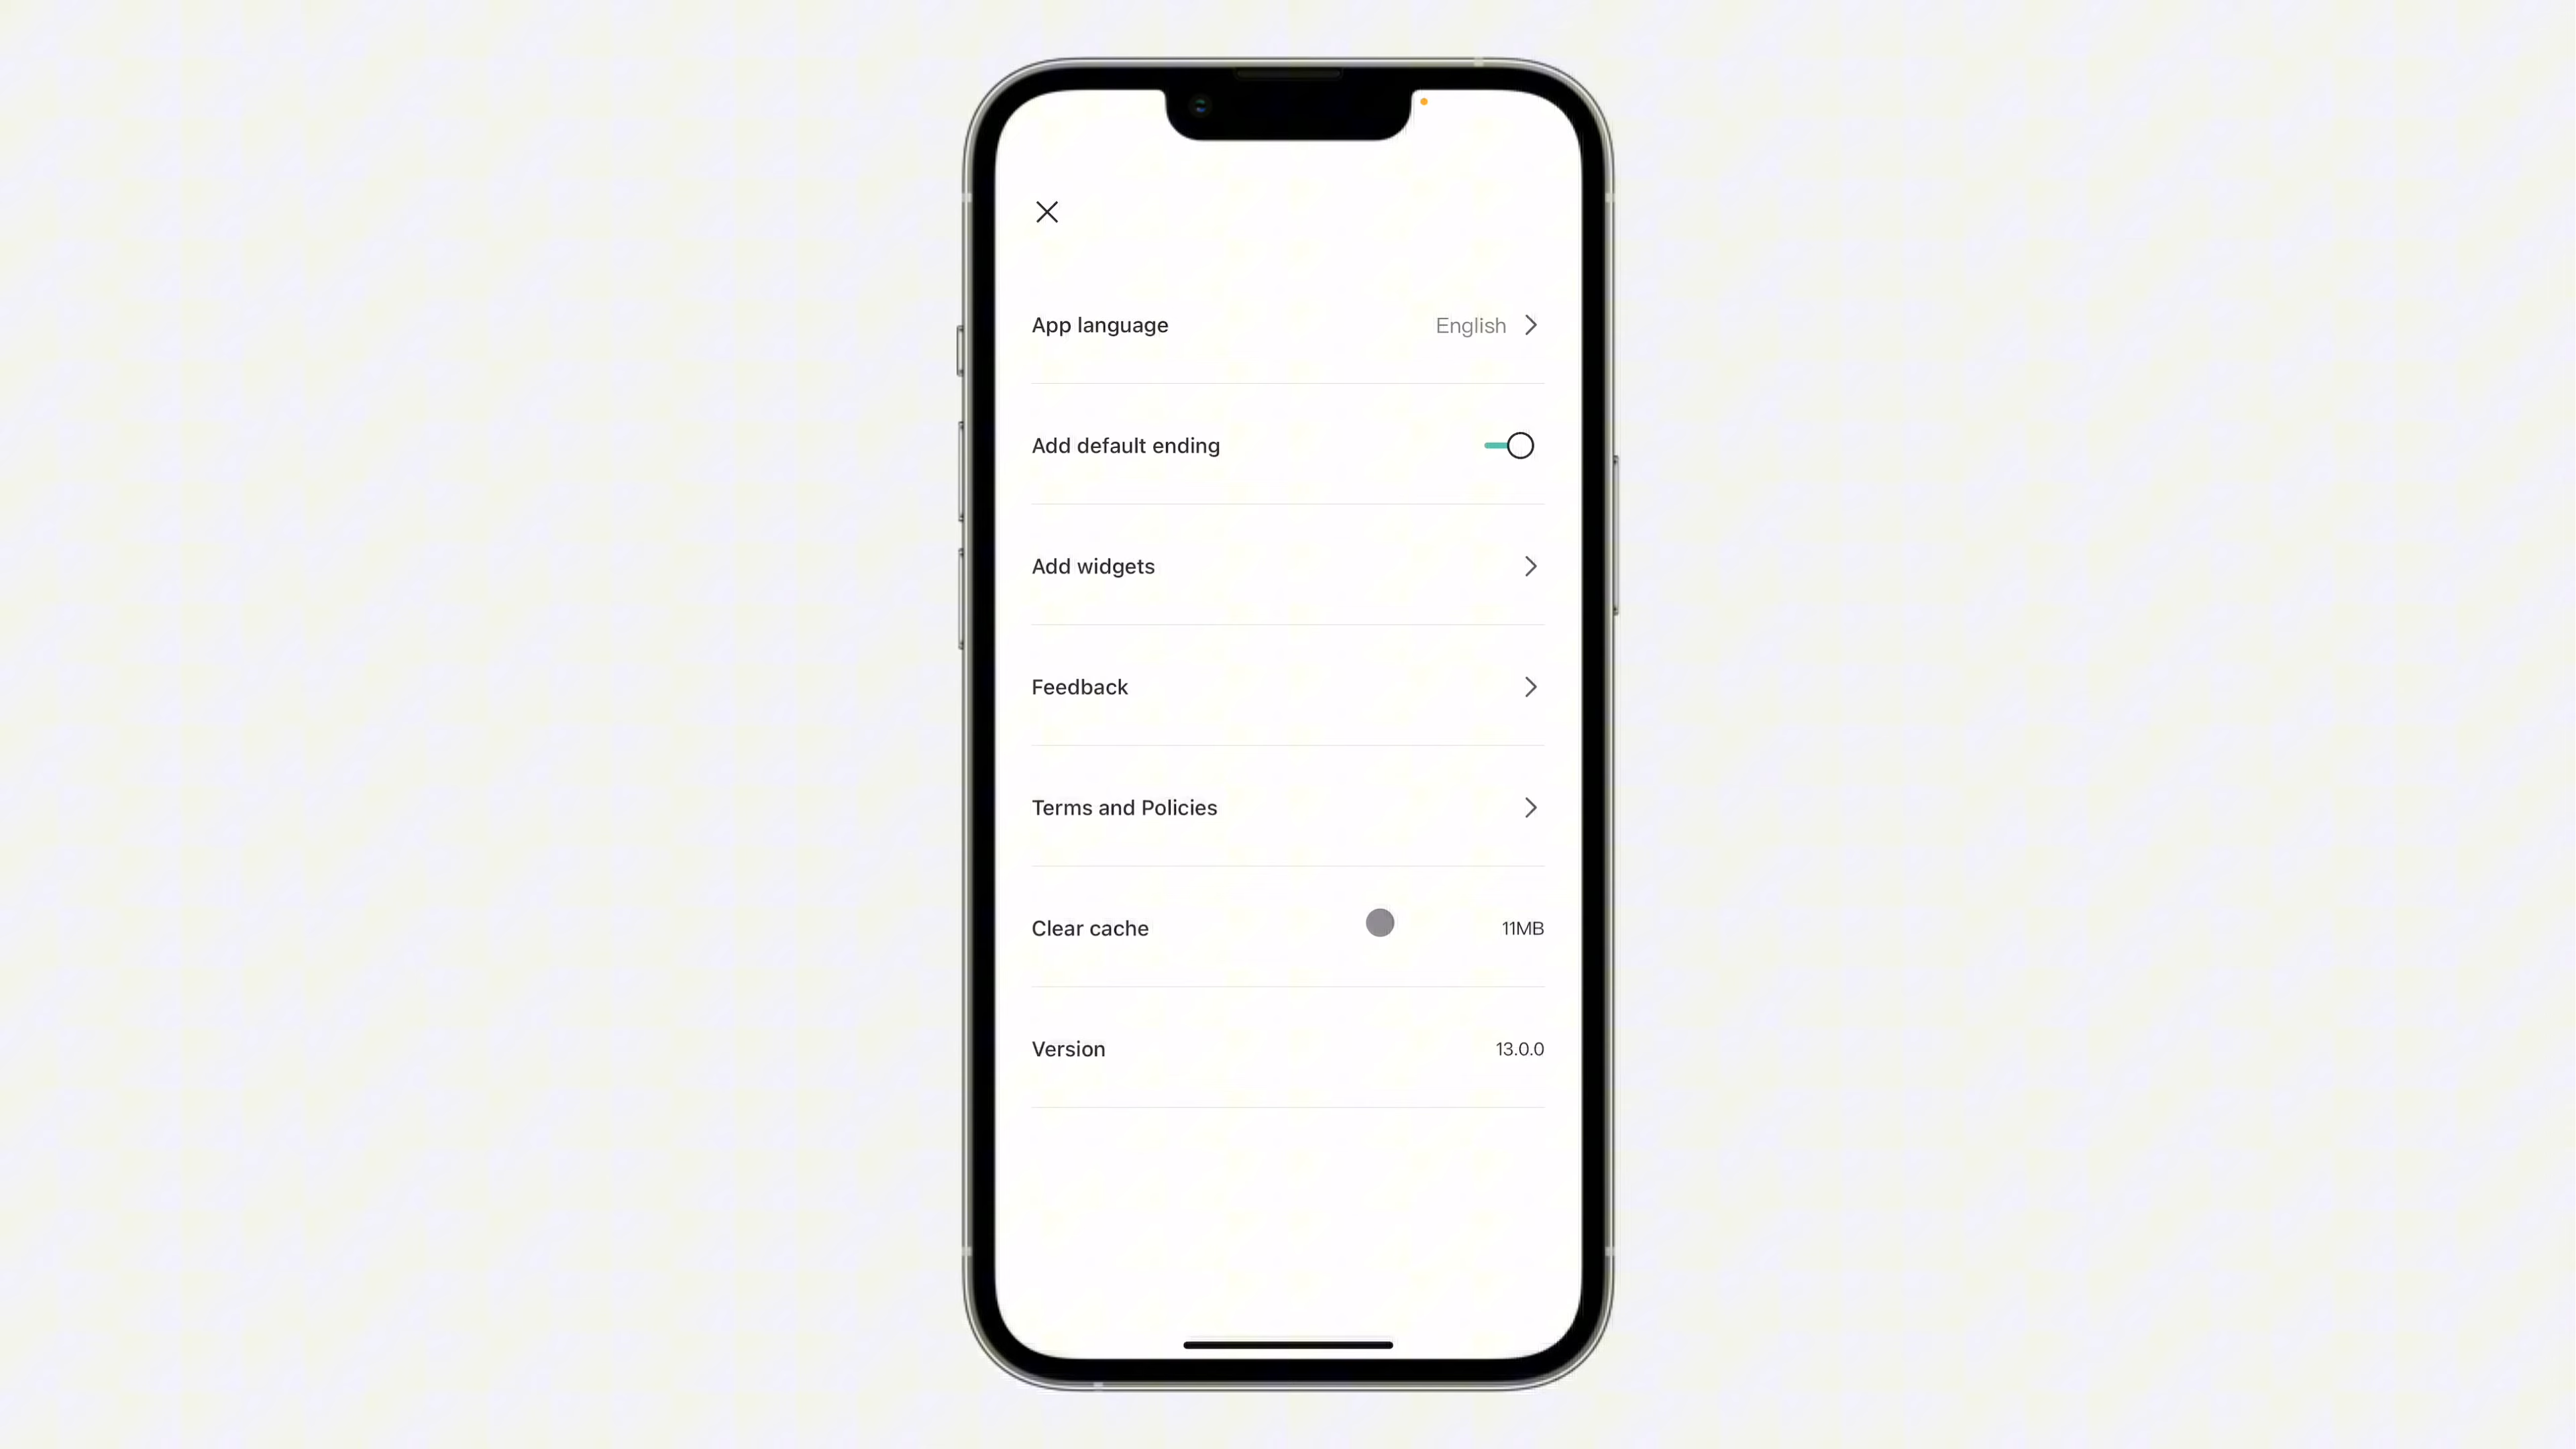 App language English
Add default ending
Add widgets
Feedback
Terms and Policies
Clear cache 11MB
Version 13.0.0